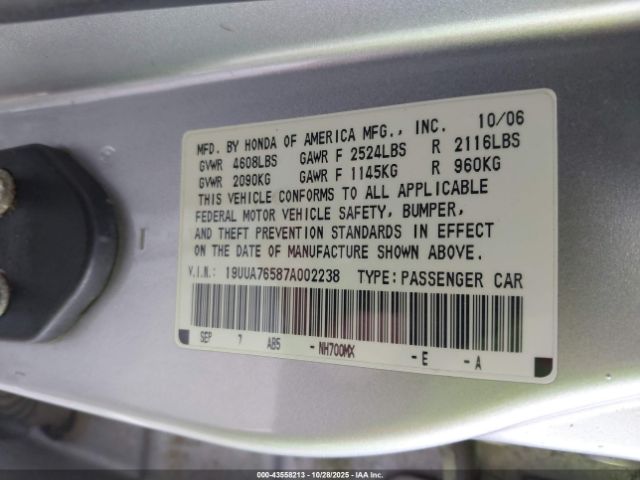 MFD. BY HONDA OF AMERICA MFG., INC. 10/06
GVWR 4608LBS GAWR F 2524LBS R 2116LBS
GVWR 2090KG GAWR F 1145KG R 960KG
THIS VEHICLE CONFORMS TO ALL APPLICABLE
FEDERAL MOTOR VEHICLE SAFETY, BUMPER,
AND THEFT PREVENTION STANDARDS IN EFFECT
ON THE DATE OF MANUFACTURE SHOWN ABOVE.
V.I.N.: 19UUA76587A002238 TYPE: PASSENGER CAR
SEP 7 AB5 - NH700MX - E - A
000-43558213 | 10/28/2025 | IAA Inc.